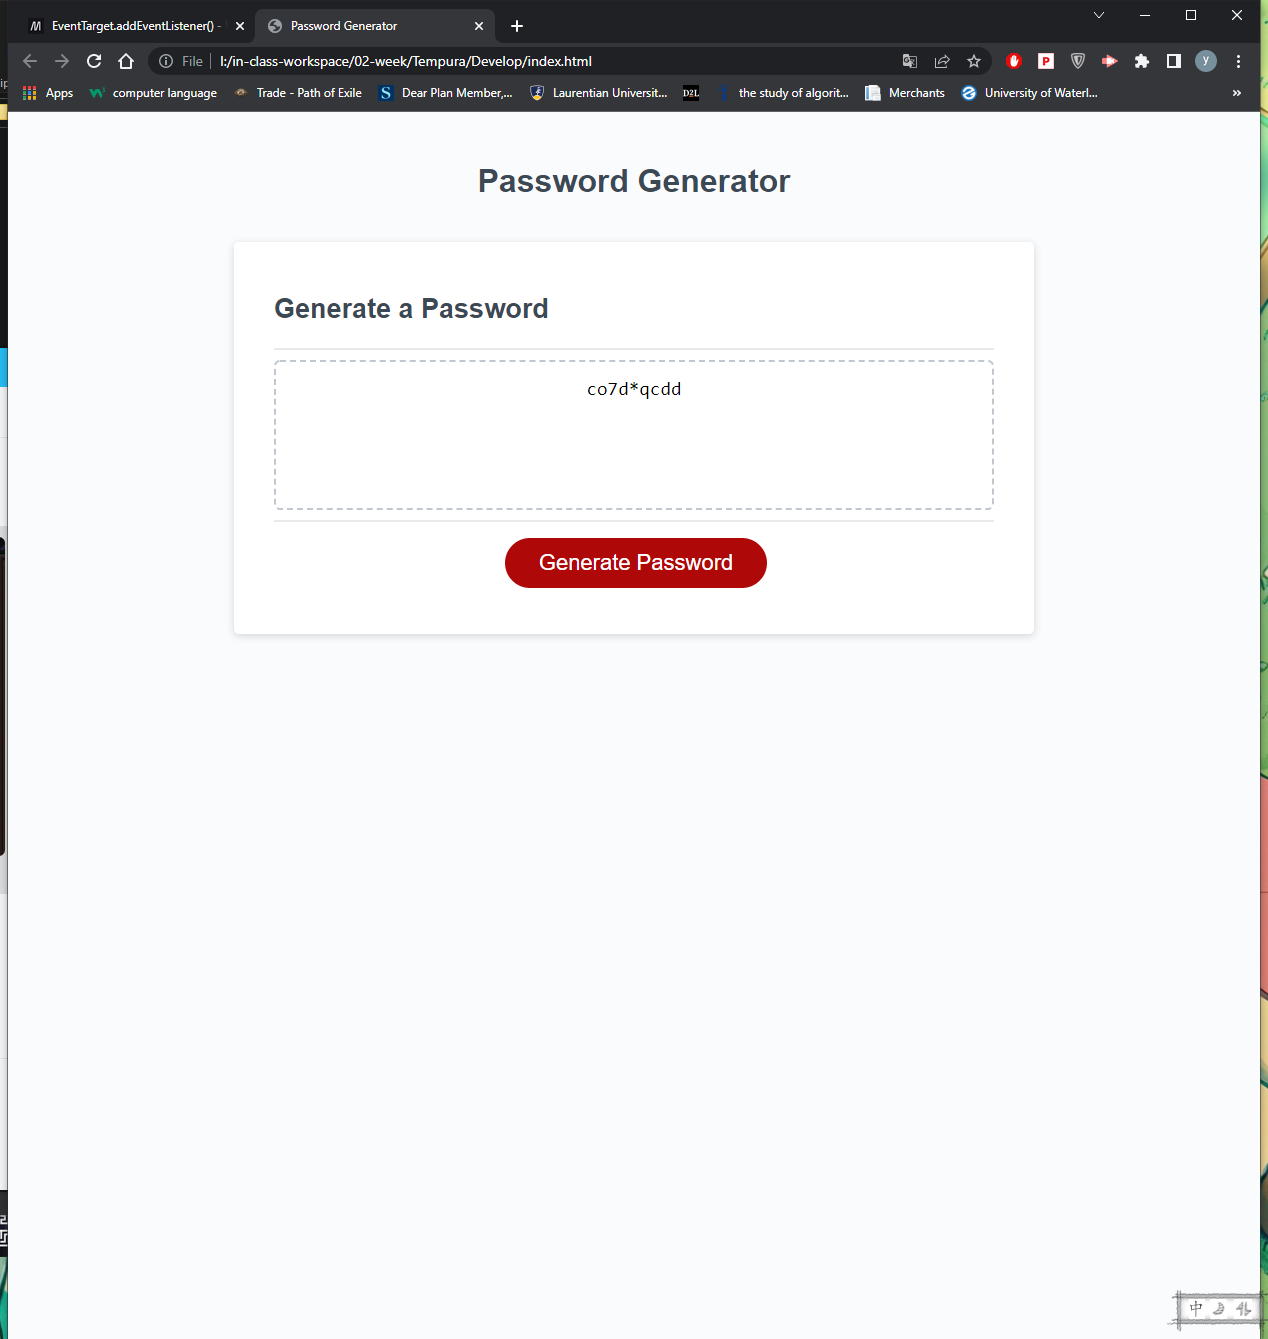 EventTarget.addEventListener() -
Password Generator
File
I:/in-class-workspace/02-week/Tempura/Develop/index.html
P
y
Apps
computer language
Trade - Path of Exile
S
Dear Plan Member,...
Laurentian Universit...
D2L
the study of algorit...
Merchants
University of Waterl...
»
Password Generator
Generate a Password
co7d*qcdd
Generate Password
中